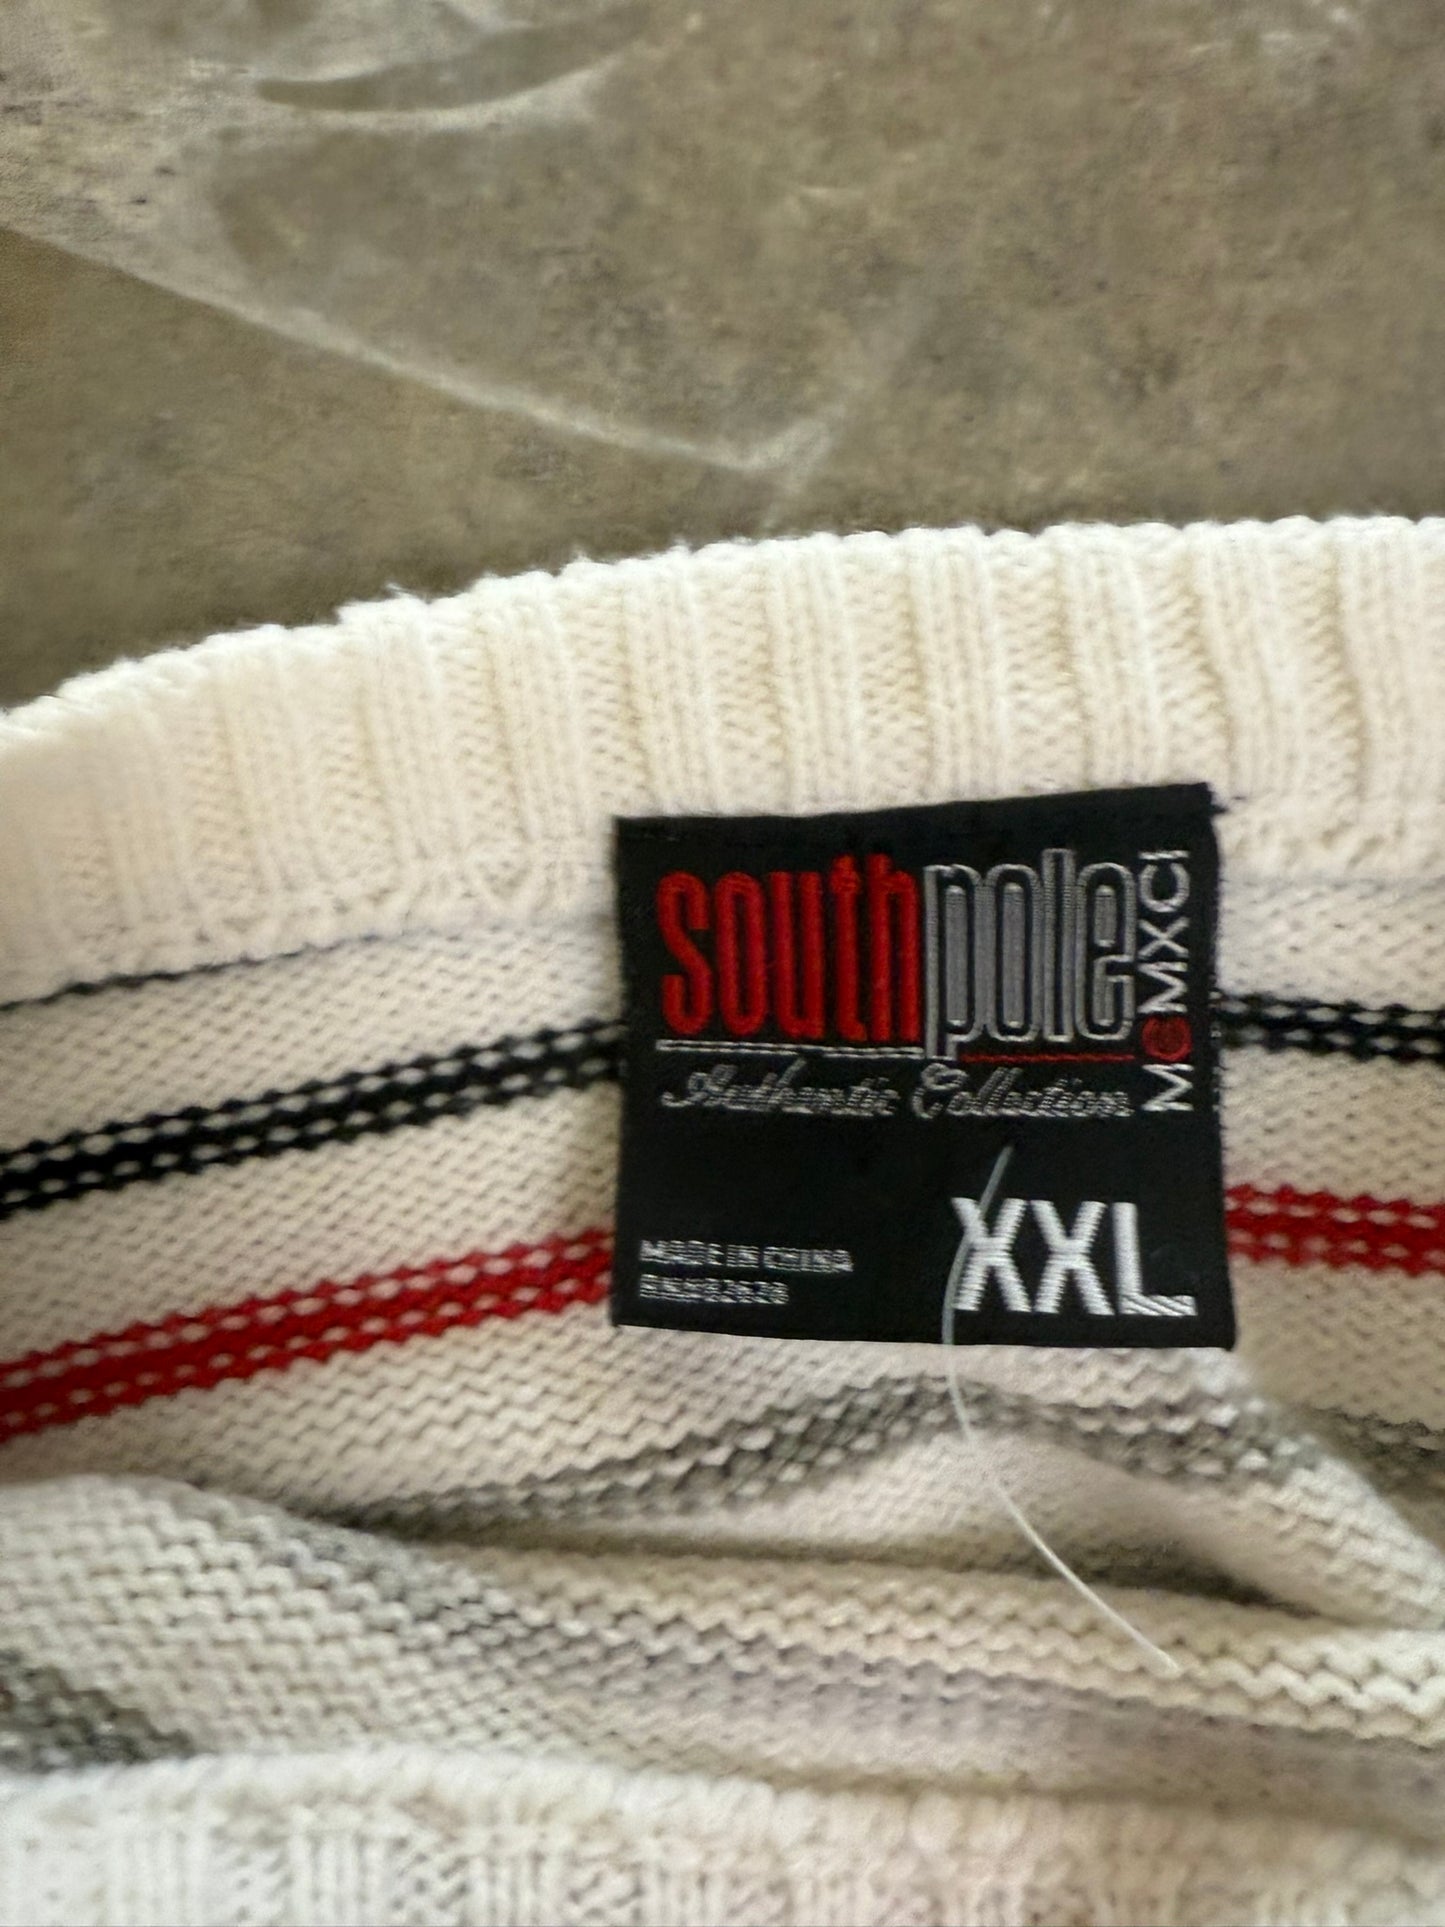 southpole
Authentic Collection
MCMXCI
MADE IN CHINA
XXL